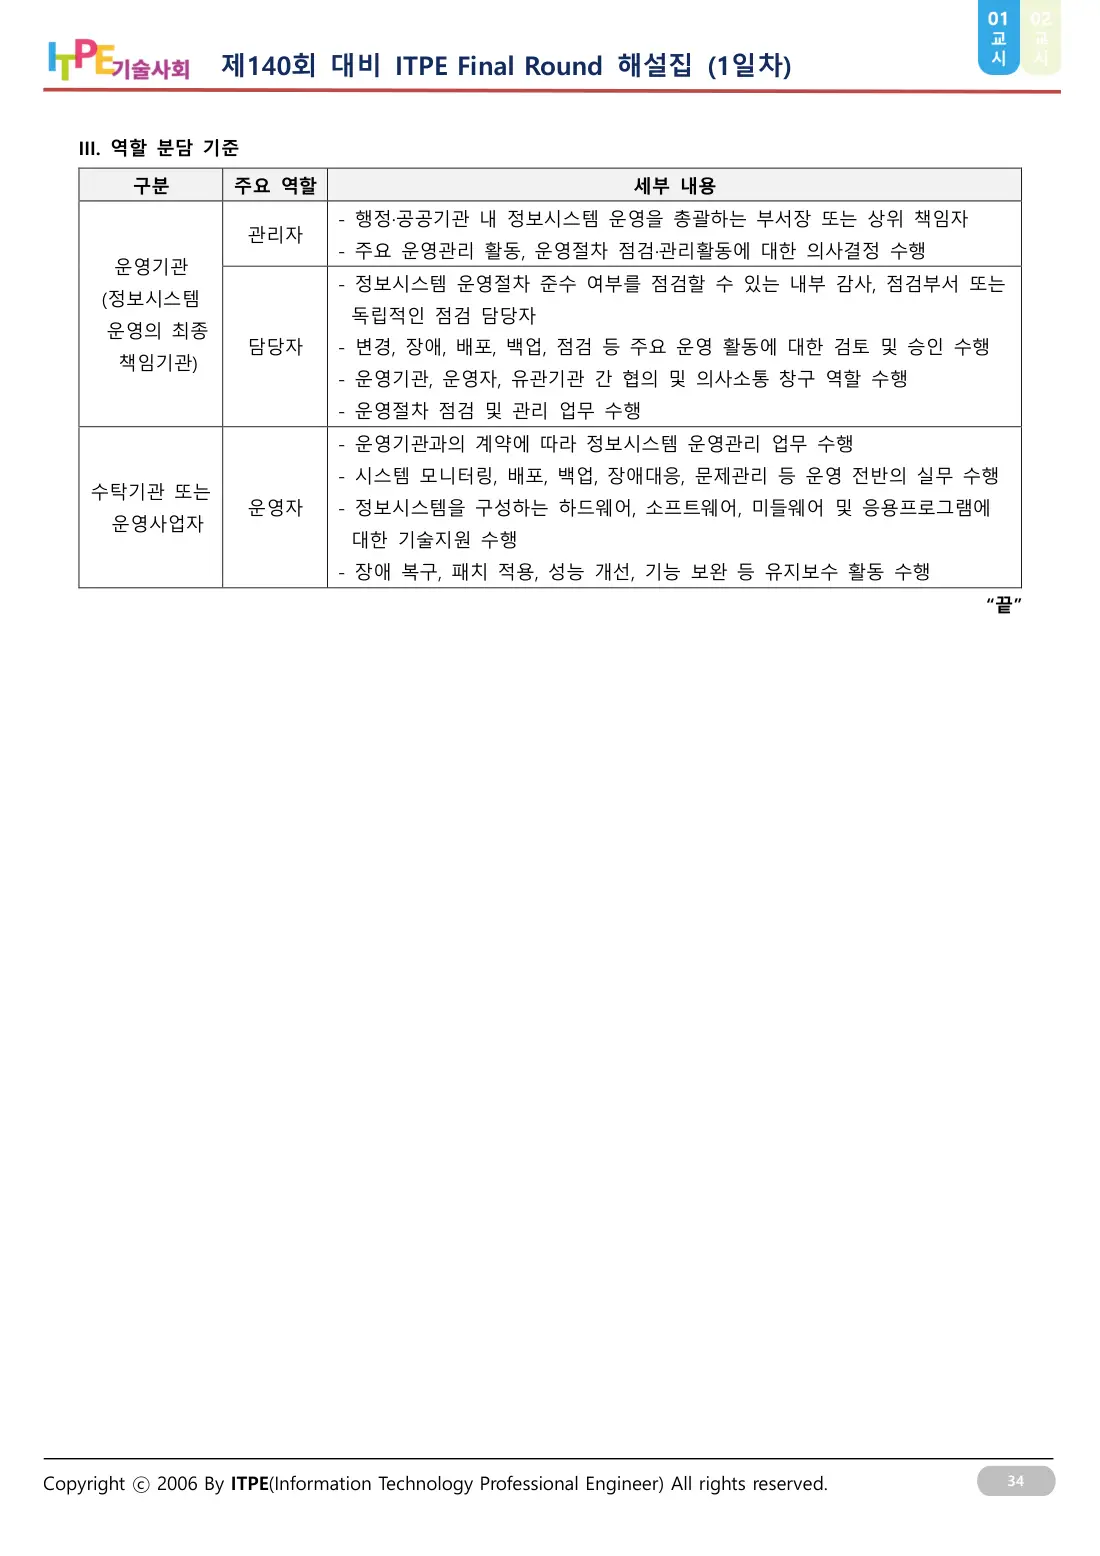 ITPE기술사회 제140회 대비 ITPE Final Round 해설집 (1일차)
01 교시
02 교시
III. 역할 분담 기준
구분 주요 역할 세부 내용
운영기관
(정보시스템
운영의 최종
책임기관)
관리자
- 행정·공공기관 내 정보시스템 운영을 총괄하는 부서장 또는 상위 책임자
- 주요 운영관리 활동, 운영절차 점검·관리활동에 대한 의사결정 수행
담당자
- 정보시스템 운영절차 준수 여부를 점검할 수 있는 내부 감사, 점검부서 또는
독립적인 점검 담당자
- 변경, 장애, 배포, 백업, 점검 등 주요 운영 활동에 대한 검토 및 승인 수행
- 운영기관, 운영자, 유관기관 간 협의 및 의사소통 창구 역할 수행
- 운영절차 점검 및 관리 업무 수행
수탁기관 또는
운영사업자
운영자
- 운영기관과의 계약에 따라 정보시스템 운영관리 업무 수행
- 시스템 모니터링, 배포, 백업, 장애대응, 문제관리 등 운영 전반의 실무 수행
- 정보시스템을 구성하는 하드웨어, 소프트웨어, 미들웨어 및 응용프로그램에
대한 기술지원 수행
- 장애 복구, 패치 적용, 성능 개선, 기능 보완 등 유지보수 활동 수행
“끝”
Copyright ⓒ 2006 By ITPE(Information Technology Professional Engineer) All rights reserved.
34